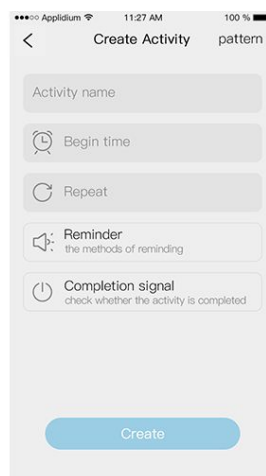 Applidium 11:27 AM 100 %
Create Activity pattern
Activity name
Begin time
Repeat
Reminder
the methods of reminding
Completion signal
check whether the activity is completed
Create